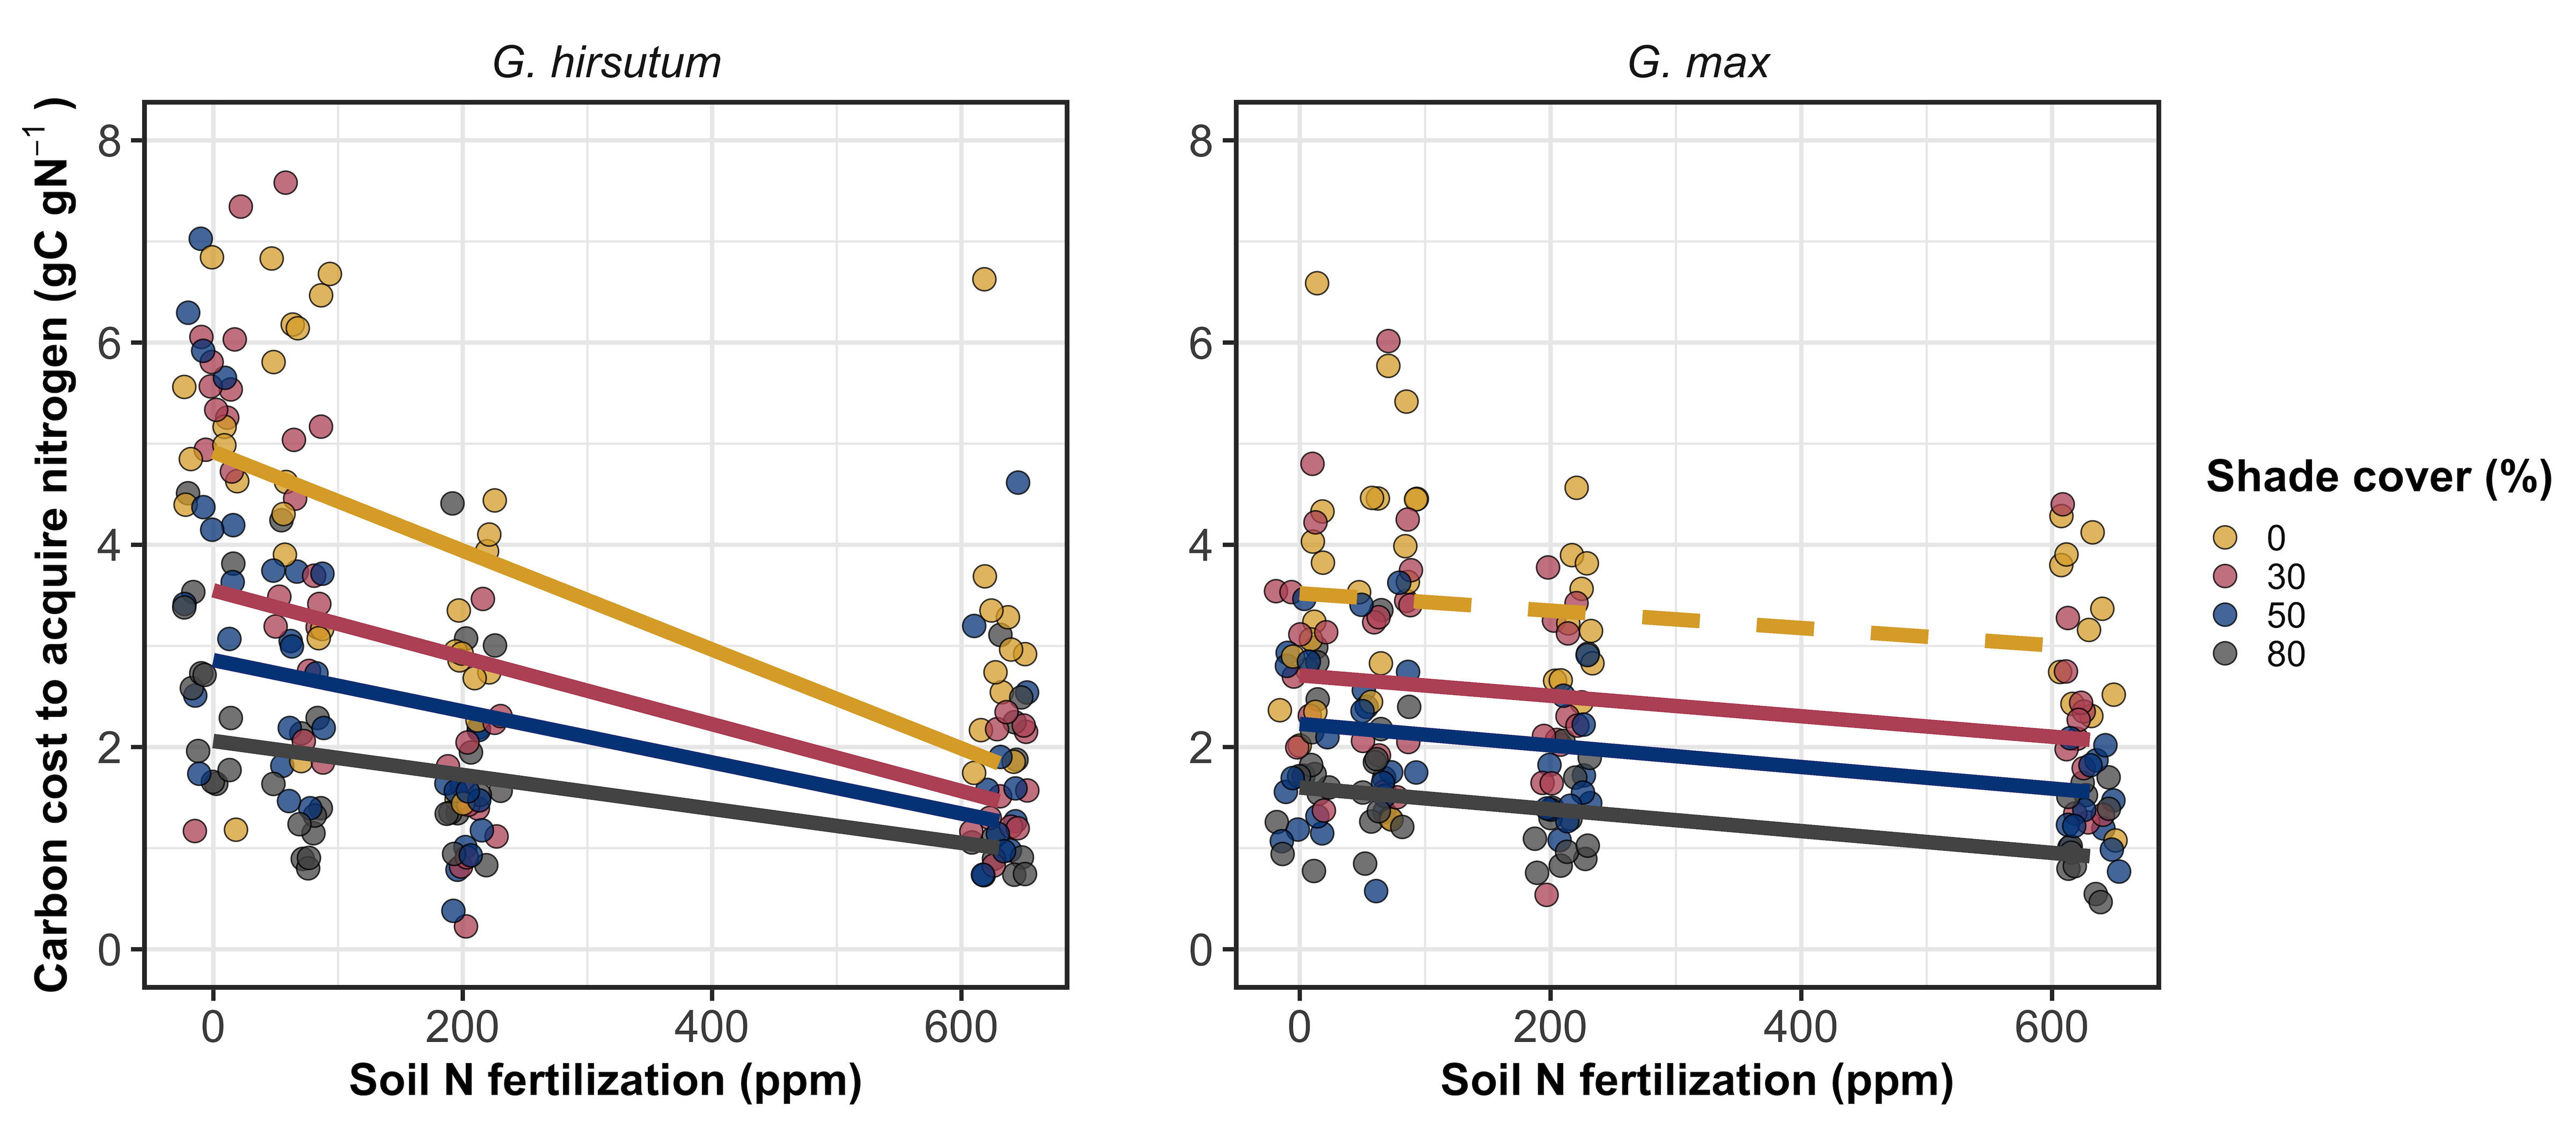 G. hirsutum
G. max
Carbon cost to acquire nitrogen (gC gN⁻¹)
8
6
4
2
0
0 200 400 600
Soil N fertilization (ppm)
8
6
4
2
0
0 200 400 600
Soil N fertilization (ppm)
Shade cover (%)
0
30
50
80